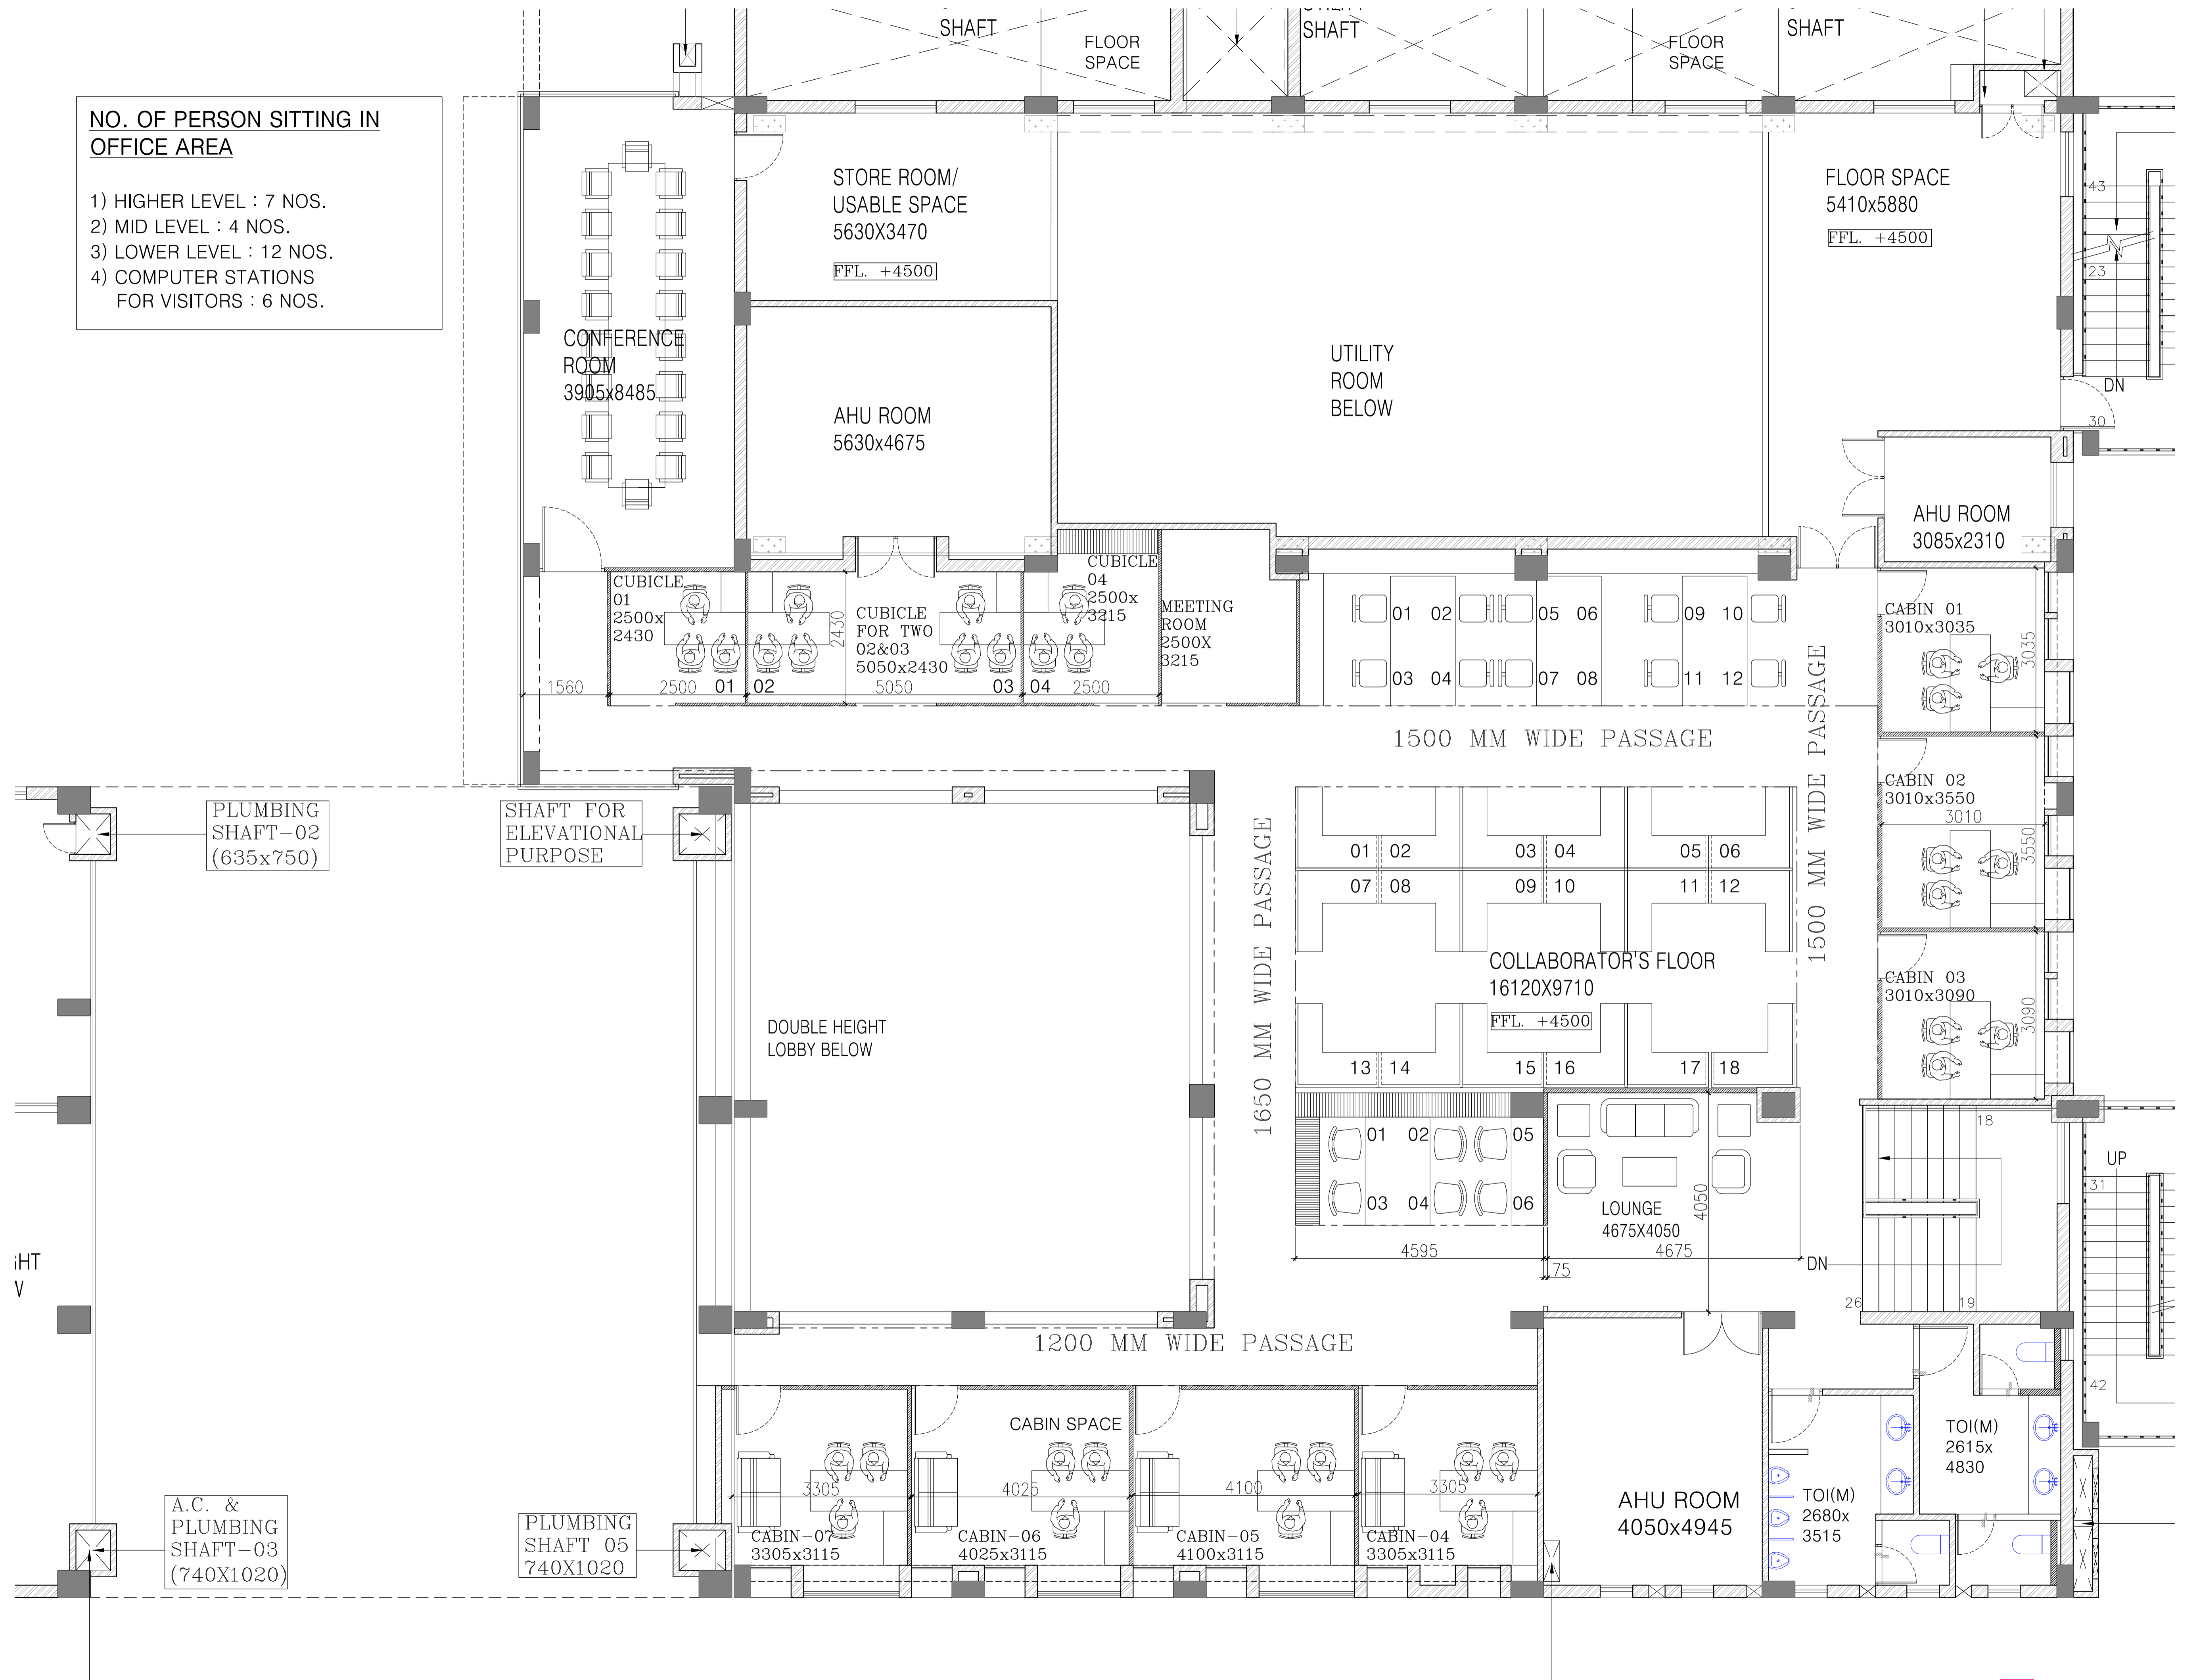 SHAFT
FLOOR
SPACE
SHAFT
FLOOR
SPACE
SHAFT
NO. OF PERSON SITTING IN
OFFICE AREA
1) HIGHER LEVEL : 7 NOS.
2) MID LEVEL : 4 NOS.
3) LOWER LEVEL : 12 NOS.
4) COMPUTER STATIONS
FOR VISITORS : 6 NOS.
STORE ROOM/
USABLE SPACE
5630X3470
FFL. +4500
FLOOR SPACE
5410x5880
FFL. +4500
43
23
DN
30
CONFERENCE
ROOM
3905x8485
AHU ROOM
5630x4675
UTILITY
ROOM
BELOW
AHU ROOM
3085x2310
CUBICLE
01
2500x
2430
CUBICLE
FOR TWO
02&03
5050x2430
2430
CUBICLE
04
2500x
3215
MEETING
ROOM
2500X
3215
01 02 05 06 09 10
03 04 07 08 11 12
1560
2500
01 02
5050
03 04
2500
CABIN 01
3010x3035
3035
1500 MM WIDE PASSAGE
1500 MM WIDE PASSAGE
1500 MM WIDE PASSAGE
CABIN 02
3010x3550
3010
3550
PLUMBING
SHAFT-02
(635x750)
SHAFT FOR
ELEVATIONAL
PURPOSE
1650 MM WIDE PASSAGE
01 02 03 04 05 06
07 08 09 10 11 12
COLLABORATOR'S FLOOR
16120X9710
FFL. +4500
13 14 15 16 17 18
CABIN 03
3010x3090
3090
DOUBLE HEIGHT
LOBBY BELOW
01 02 05
03 04 06
LOUNGE
4675X4050
4050
4595
4675
75
18
DN
26
19
UP
31
42
1200 MM WIDE PASSAGE
CABIN SPACE
3305
4025
4100
3305
CABIN-07
3305x3115
CABIN-06
4025x3115
CABIN-05
4100x3115
CABIN-04
3305x3115
AHU ROOM
4050x4945
TOI(M)
2680x
3515
TOI(M)
2615x
4830
A.C. &
PLUMBING
SHAFT-03
(740X1020)
PLUMBING
SHAFT 05
740X1020